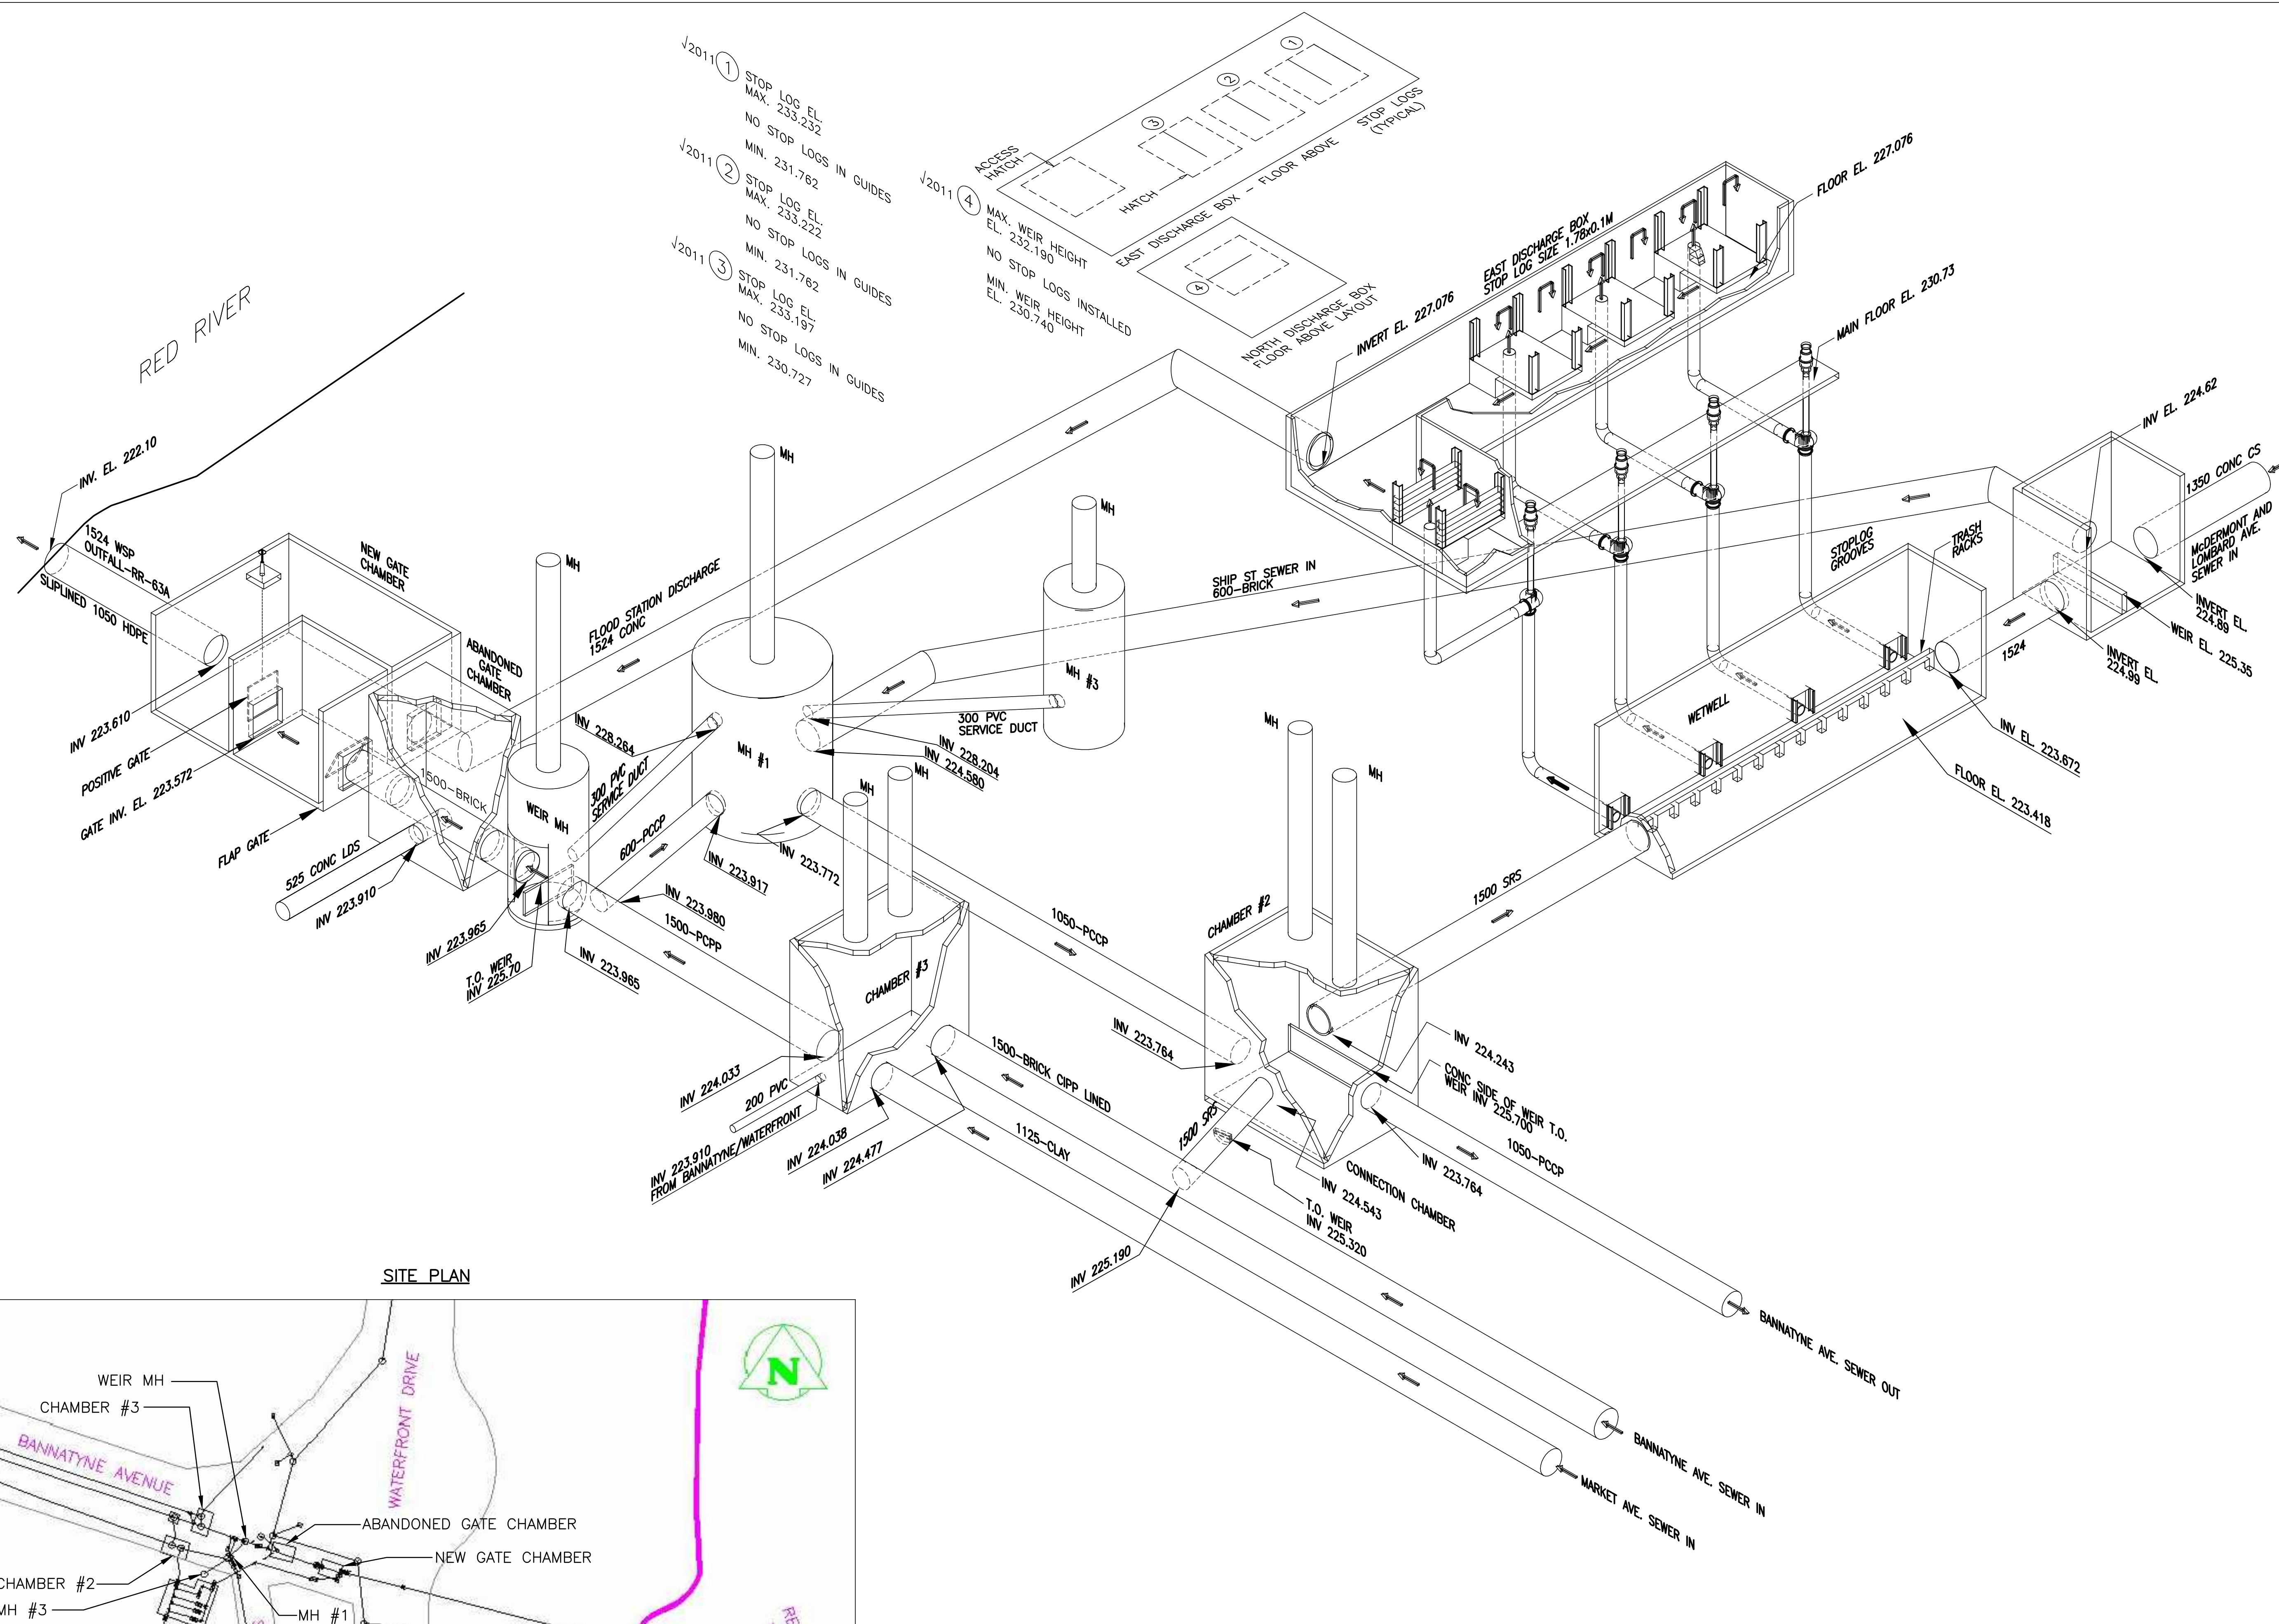 √2011 1
STOP LOG EL.
MAX. 233.232
NO STOP LOGS IN GUIDES
MIN. 231.762
√2011 2
STOP LOG EL.
MAX. 233.222
NO STOP LOGS IN GUIDES
MIN. 231.762
√2011 3
STOP LOG EL.
MAX. 233.197
NO STOP LOGS IN GUIDES
MIN. 230.727
√2011 4
MAX. WEIR HEIGHT
EL. 232.190
NO STOP LOGS INSTALLED
MIN. WEIR HEIGHT
EL. 230.740
ACCESS
HATCH
HATCH
1
2
3
STOP LOGS
(TYPICAL)
EAST DISCHARGE BOX - FLOOR ABOVE
4
NORTH DISCHARGE BOX
FLOOR ABOVE LAYOUT
RED RIVER
INV. EL. 222.10
1524 WSP
OUTFALL-RR-63A
SLIPLINED 1050 HDPE
NEW GATE
CHAMBER
ABANDONED
GATE
CHAMBER
INV 223.610
POSITIVE GATE
GATE INV. EL. 223.572
FLAP GATE
1500-BRICK
525 CONC LDS
INV 223.910
MH
WEIR MH
INV 223.965
T.O. WEIR
INV 225.70
INV 223.965
FLOOD STATION DISCHARGE
1524 CONC
INV 228.264
300 PVC
SERVICE DUCT
600-PCCP
MH
MH #1
INV 223.917
INV 223.772
INV 223.980
1500-PCPP
MH
MH #3
300 PVC
SERVICE DUCT
INV 228.204
INV 224.580
SHIP ST SEWER IN
600-BRICK
INVERT EL. 227.076
EAST DISCHARGE BOX
STOP LOG SIZE 1.78x0.1M
FLOOR EL. 227.076
MAIN FLOOR EL. 230.73
INV EL. 224.62
1350 CONC CS
McDERMONT AND
LOMBARD AVE.
SEWER IN
INVERT EL.
224.89
WEIR EL. 225.35
INVERT EL.
224.99
1524
STOPLOG
GROOVES
TRASH
RACKS
WETWELL
INV EL. 223.672
FLOOR EL. 223.418
1500 SRS
MH
MH
CHAMBER #3
1050-PCCP
INV 224.033
200 PVC
INV 223.910
FROM BANNATYNE/WATERFRONT
INV 224.038
INV 224.477
1500-BRICK CIPP LINED
1125-CLAY
MH
MH
CHAMBER #2
INV 223.764
INV 224.243
CONC SIDE OF WEIR T.O.
WEIR INV 225.700
1500 SRS
INV 223.764
1050-PCCP
CONNECTION CHAMBER
INV 224.543
T.O. WEIR
INV 225.320
INV 225.190
BANNATYNE AVE. SEWER OUT
BANNATYNE AVE. SEWER IN
MARKET AVE. SEWER IN
SITE PLAN
N
WEIR MH
CHAMBER #3
BANNATYNE AVENUE
WATERFRONT DRIVE
ABANDONED GATE CHAMBER
NEW GATE CHAMBER
CHAMBER #2
MH #3
MH #1